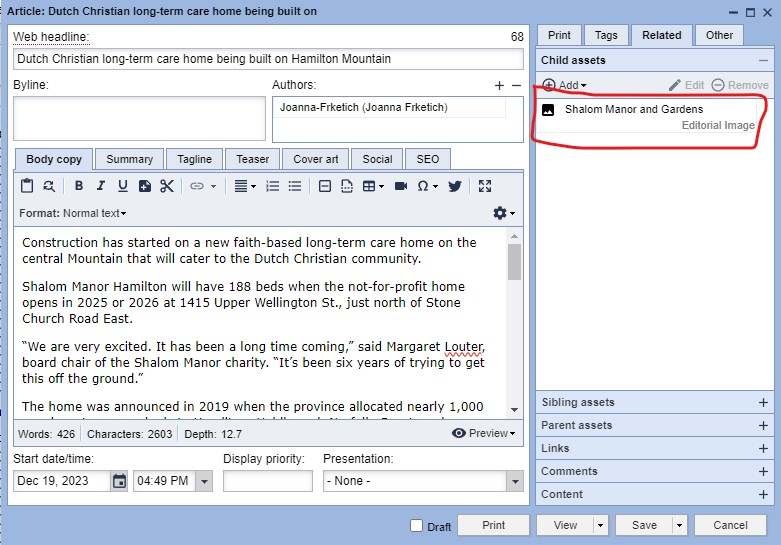 Article: Dutch Christian long-term care home being built on
Web headline:
68
Dutch Christian long-term care home being built on Hamilton Mountain
Byline:
Authors:
Joanna-Frketich (Joanna Frketich)
Body copy
Summary
Tagline
Teaser
Cover art
Social
SEO
Format: Normal text
Construction has started on a new faith-based long-term care home on the
central Mountain that will cater to the Dutch Christian community.
Shalom Manor Hamilton will have 188 beds when the not-for-profit home
opens in 2025 or 2026 at 1415 Upper Wellington St., just north of Stone
Church Road East.
“We are very excited. It has been a long time coming,” said Margaret Louter,
board chair of the Shalom Manor charity. “It’s been six years of trying to get
this off the ground.”
The home was announced in 2019 when the province allocated nearly 1,000
Words: 426
Characters: 2603
Depth: 12.7
Preview
Start date/time:
Display priority:
Presentation:
Dec 19, 2023
04:49 PM
- None -
Print
Tags
Related
Other
Child assets
Add
Edit
Remove
Shalom Manor and Gardens
Editorial Image
Sibling assets
Parent assets
Links
Comments
Content
Draft
Print
View
Save
Cancel